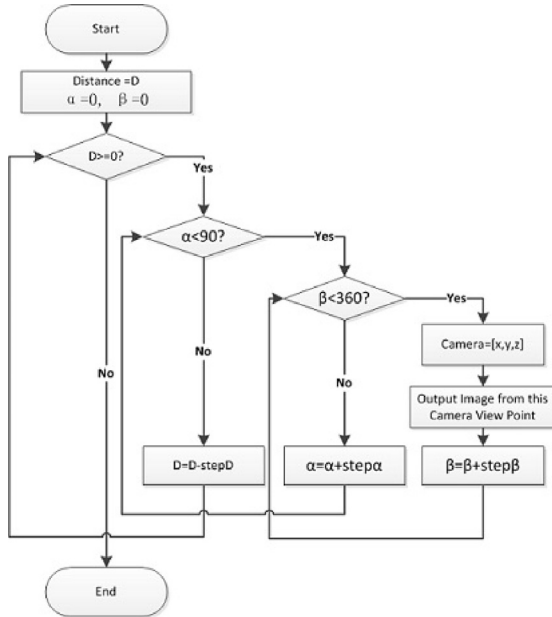 Start
Distance =D
α =0, β =0
D>=0?
Yes
α<90?
Yes
β<360?
Yes
Camera=[x,y,z]
No
No
No
Output Image from this
Camera View Point
D=D-stepD
α=α+stepα
β=β+stepβ
End